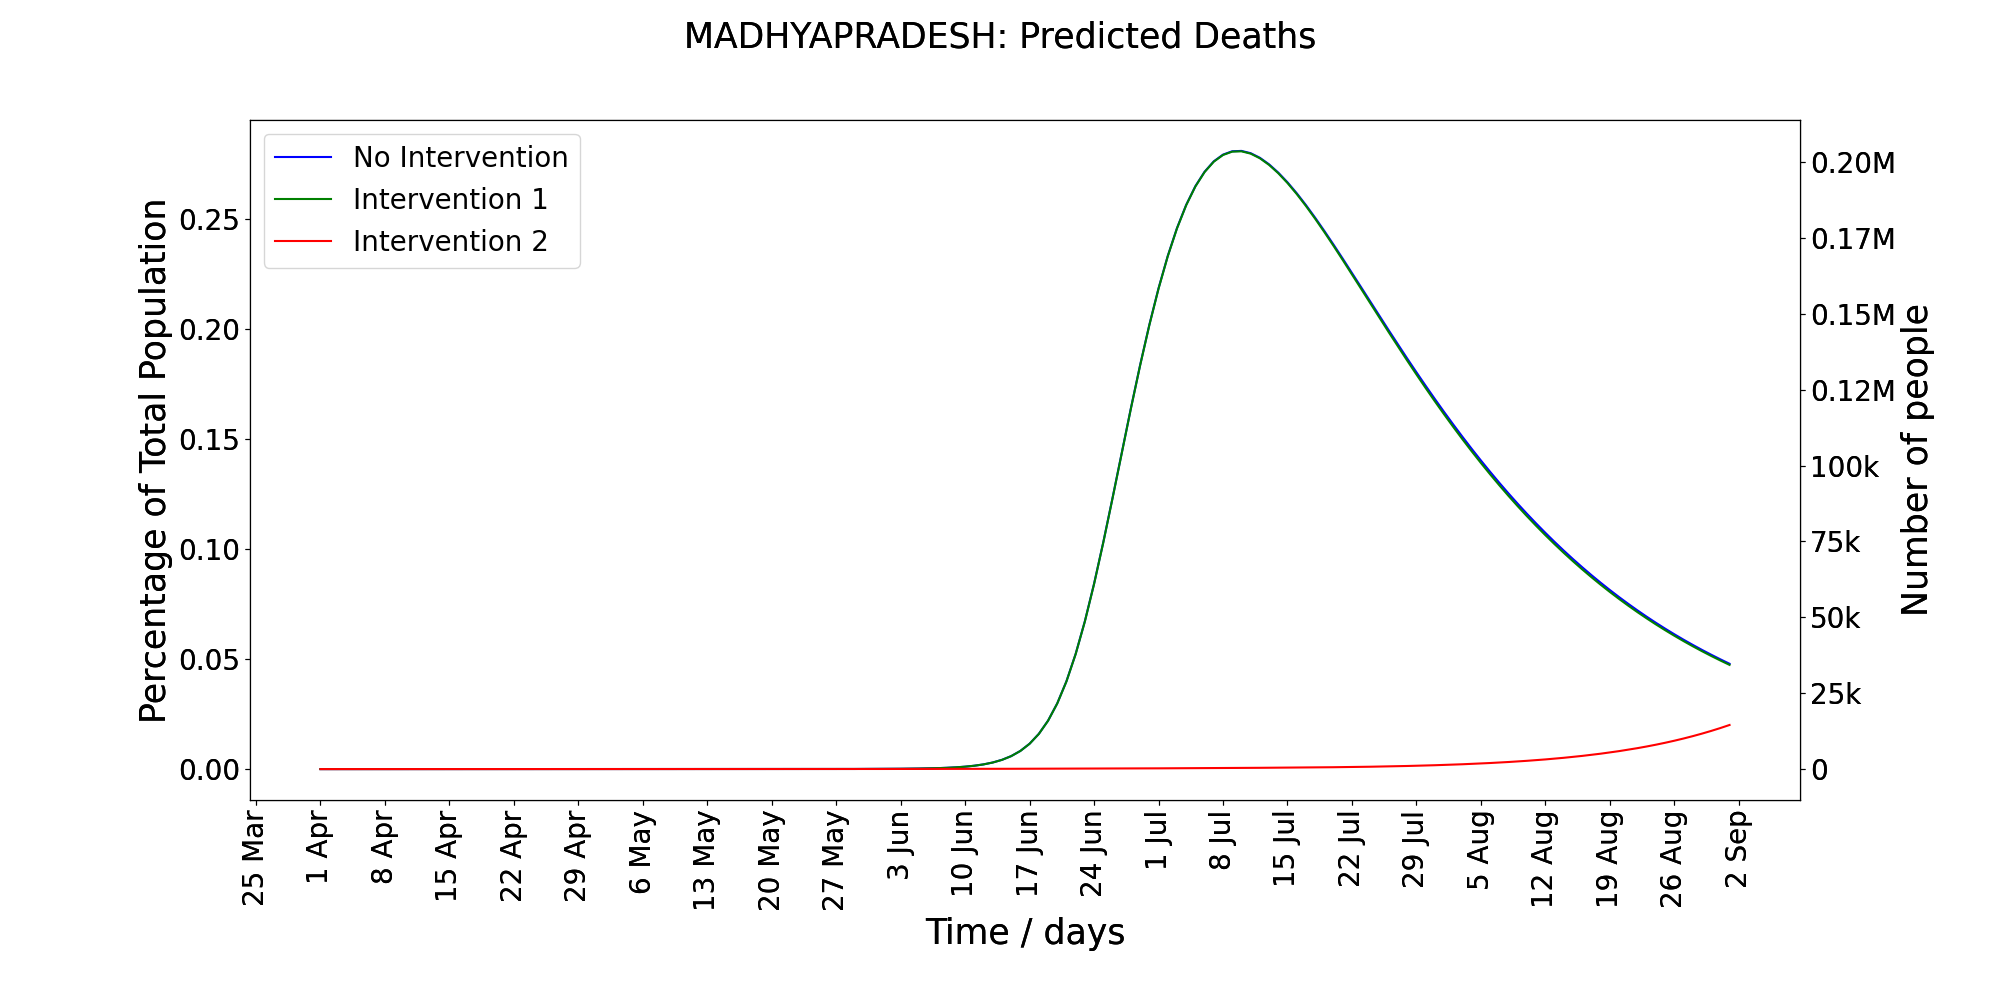 MADHYAPRADESH: Predicted Deaths
No Intervention
Intervention 1
Intervention 2
Percentage of Total Population
0.25
0.20
0.15
0.10
0.05
0.00
0.20M
0.17M
0.15M
0.12M
100k
75k
50k
25k
0
Number of people
25 Mar
1 Apr
8 Apr
15 Apr
22 Apr
29 Apr
6 May
13 May
20 May
27 May
3 Jun
10 Jun
17 Jun
24 Jun
1 Jul
8 Jul
15 Jul
22 Jul
29 Jul
5 Aug
12 Aug
19 Aug
26 Aug
2 Sep
Time / days